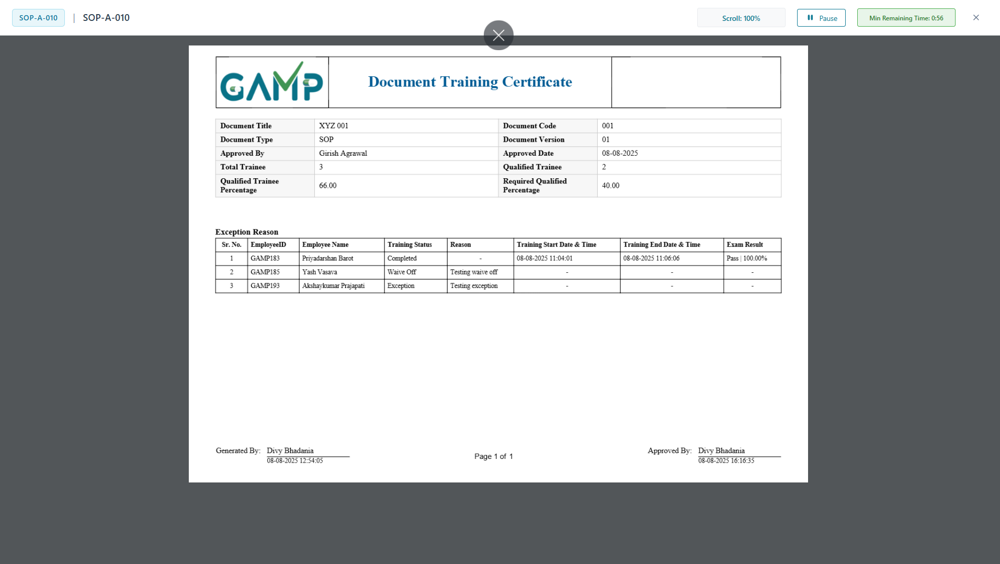 SOP-A-010 | SOP-A-010 Scroll: 100% Pause Min Remaining Time: 0:56
GAMP Document Training Certificate
Document Title XYZ 001 Document Code 001
Document Type SOP Document Version 01
Approved By Girish Agrawal Approved Date 08-08-2025
Total Trainee 3 Qualified Trainee 2
Qualified Trainee Percentage 66.00 Required Qualified Percentage 40.00
Exception Reason
Sr. No. EmployeeID Employee Name Training Status Reason Training Start Date & Time Training End Date & Time Exam Result
1 GAMP183 Priyadarshan Barot Completed - 08-08-2025 11:04:01 08-08-2025 11:06:06 Pass | 100.00%
2 GAMP185 Yash Vasava Waive Off Testing waive off - - -
3 GAMP193 Akshaykumar Prajapati Exception Testing exception - - -
Generated By: Divy Bhadania
08-08-2025 12:54:05
Page 1 of 1
Approved By: Divy Bhadania
08-08-2025 16:16:35